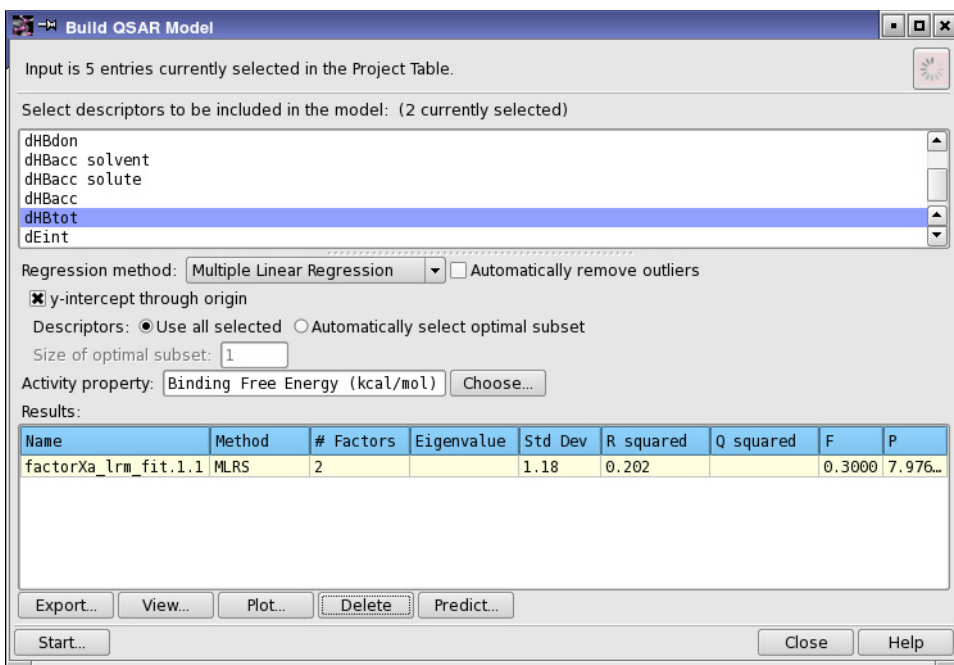 Build QSAR Model
Input is 5 entries currently selected in the Project Table.
Select descriptors to be included in the model: (2 currently selected)
dHBdon
dHBacc solvent
dHBacc solute
dHBacc
dHBtot
dEint
Regression method: Multiple Linear Regression Automatically remove outliers
y-intercept through origin
Descriptors: Use all selected Automatically select optimal subset
Size of optimal subset: 1
Activity property: Binding Free Energy (kcal/mol) Choose...
Results:
Name Method # Factors Eigenvalue Std Dev R squared Q squared F P
factorXa_lrm_fit.1.1 MLRS 2 1.18 0.202 0.3000 7.976...
Export... View... Plot... Delete Predict...
Start... Close Help